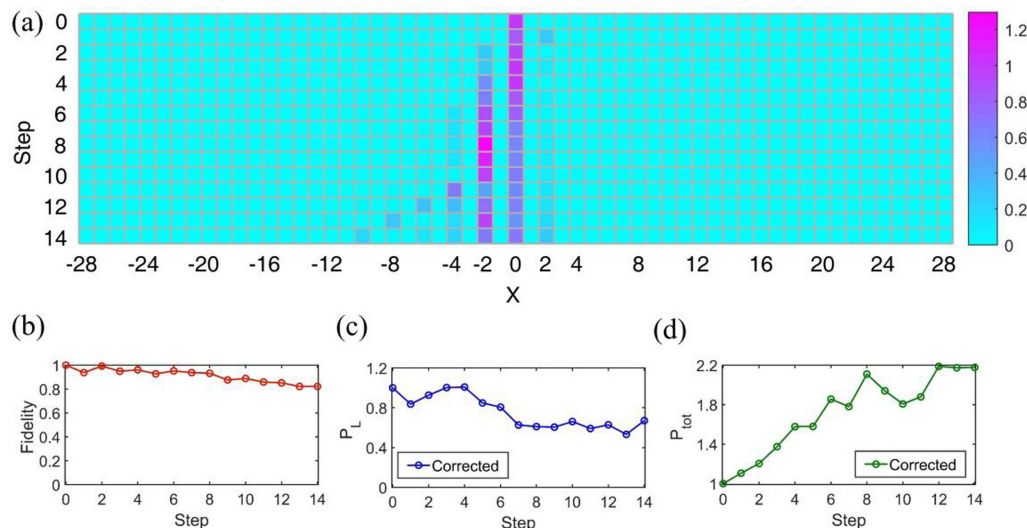 (a)
Step
0
2
4
6
8
10
12
14
-28 -24 -20 -16 -12 -8 -4 -2 0 2 4 8 12 16 20 24 28
X
1.2
1
0.8
0.6
0.4
0.2
0
(b)
Fidelity
1
0.8
0.6
0.4
0.2
0
0 2 4 6 8 10 12 14
Step
(c)
P_L
1.2
0.8
0.4
0
Corrected
0 2 4 6 8 10 12 14
Step
(d)
P_tot
2.2
1.8
1.4
1
Corrected
0 2 4 6 8 10 12 14
Step